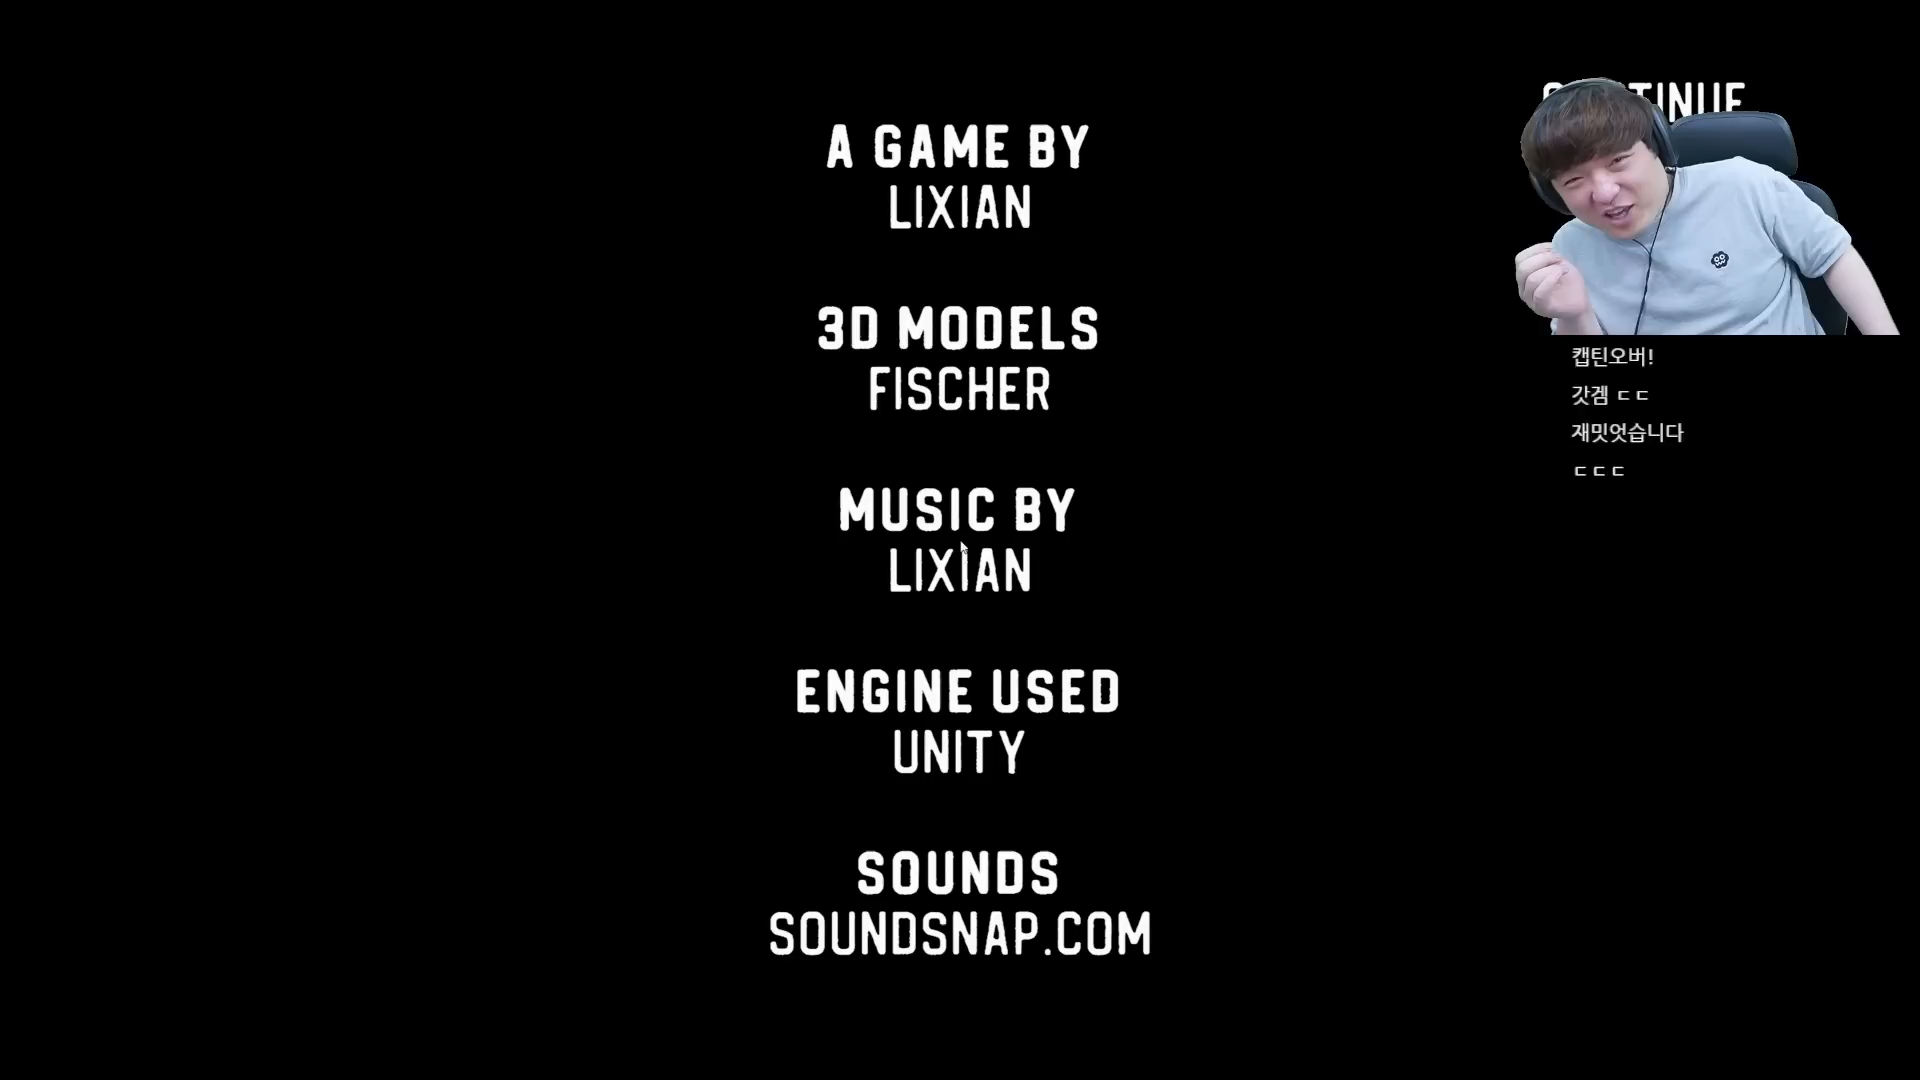 A GAME BY
LIXIAN
3D MODELS
FISCHER
MUSIC BY
LIXIAN
ENGINE USED
UNITY
SOUNDS
SOUNDSNAP.COM
캡틴오버!
갓겜 ㄷㄷ
재밋엇습니다
ㄷㄷㄷ